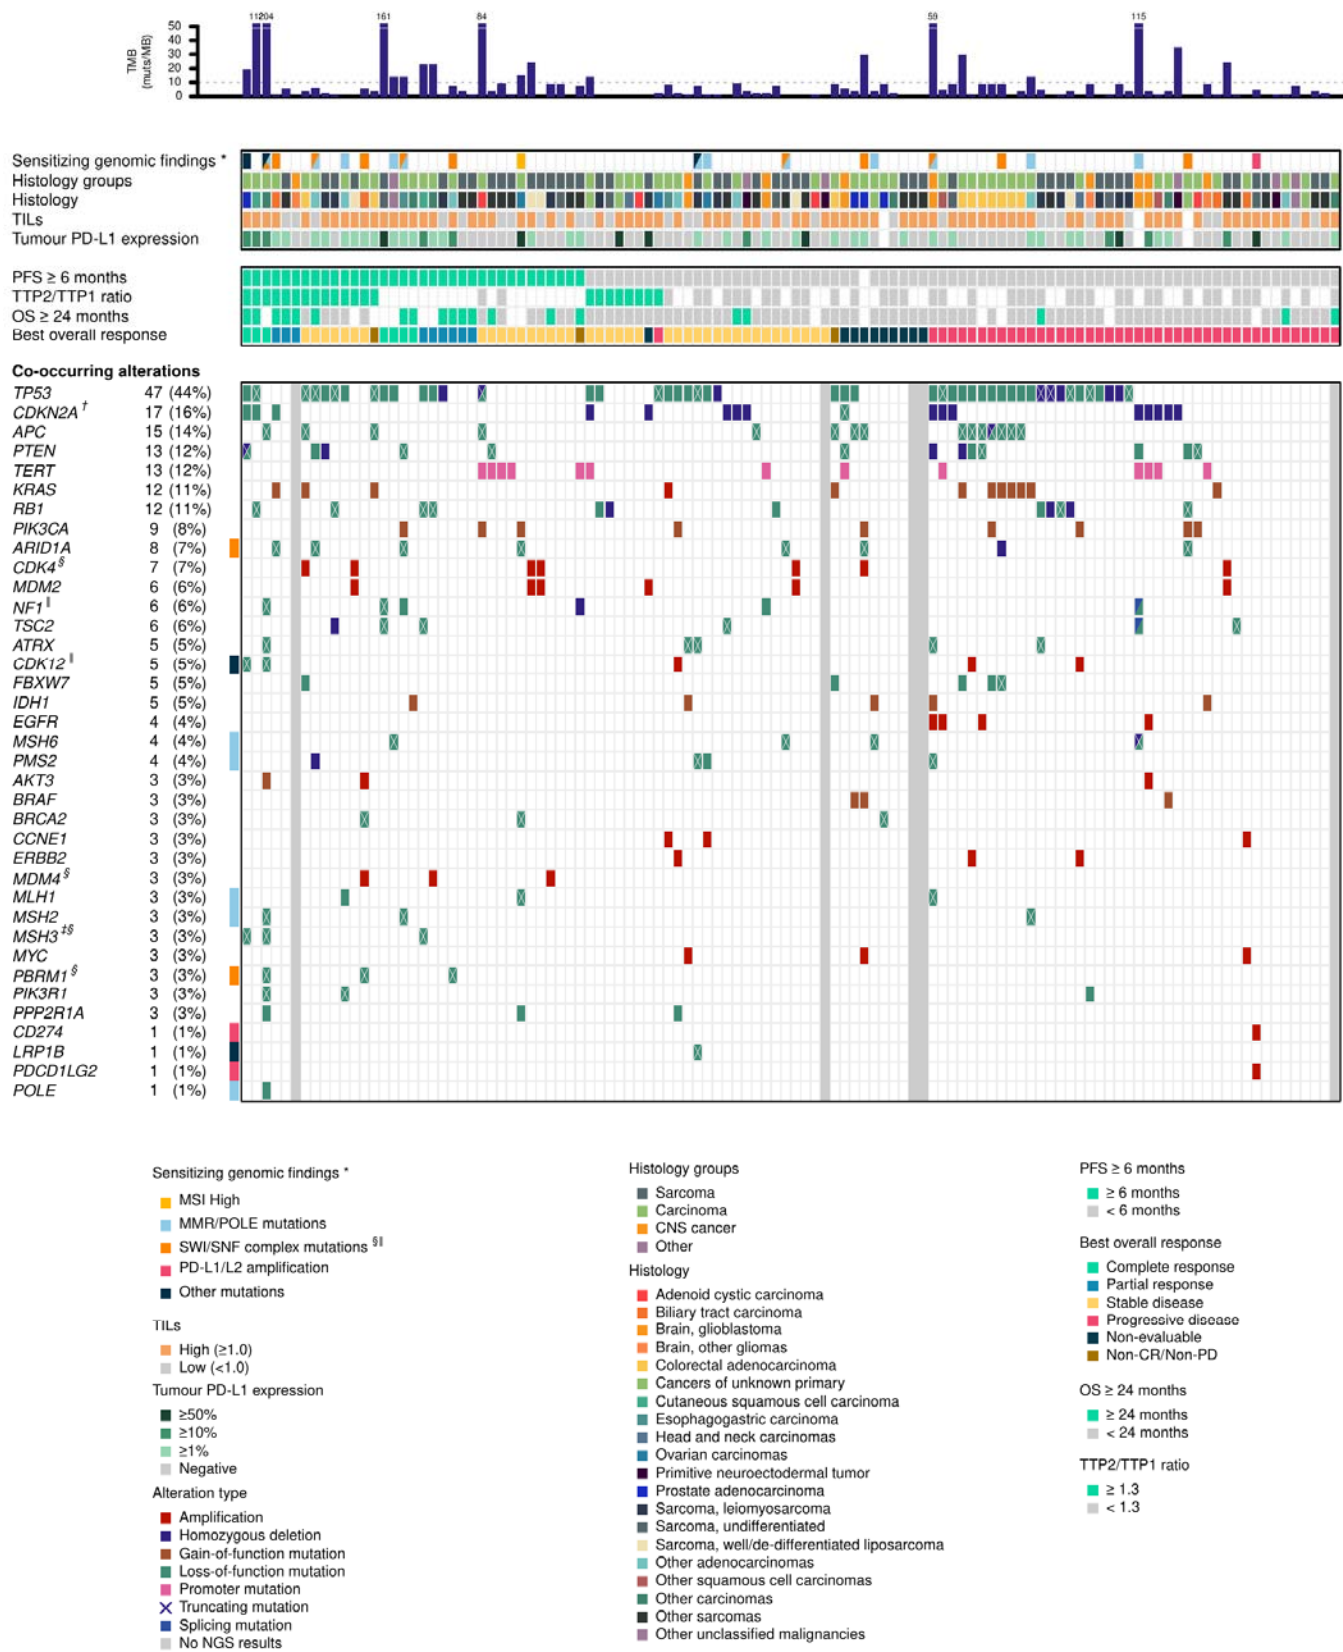 112 204 161 84 59 115
TMB
(muts/MB)
50
40
30
20
10
0
Sensitizing genomic findings *
Histology groups
Histology
TILs
Tumour PD-L1 expression
PFS ≥ 6 months
TTP2/TTP1 ratio
OS ≥ 24 months
Best overall response
Co-occurring alterations
TP53 47 (44%)
CDKN2A † 17 (16%)
APC 15 (14%)
PTEN 13 (12%)
TERT 13 (12%)
KRAS 12 (11%)
RB1 12 (11%)
PIK3CA 9 (8%)
ARID1A 8 (7%)
CDK4 § 7 (7%)
MDM2 6 (6%)
NF1 ‖ 6 (6%)
TSC2 6 (6%)
ATRX 5 (5%)
CDK12 ‖ 5 (5%)
FBXW7 5 (5%)
IDH1 5 (5%)
EGFR 4 (4%)
MSH6 4 (4%)
PMS2 4 (4%)
AKT3 3 (3%)
BRAF 3 (3%)
BRCA2 3 (3%)
CCNE1 3 (3%)
ERBB2 3 (3%)
MDM4 § 3 (3%)
MLH1 3 (3%)
MSH2 3 (3%)
MSH3 ‡§ 3 (3%)
MYC 3 (3%)
PBRM1 § 3 (3%)
PIK3R1 3 (3%)
PPP2R1A 3 (3%)
CD274 1 (1%)
LRP1B 1 (1%)
PDCD1LG2 1 (1%)
POLE 1 (1%)
Sensitizing genomic findings *
MSI High
MMR/POLE mutations
SWI/SNF complex mutations §‖
PD-L1/L2 amplification
Other mutations
TILs
High (≥1.0)
Low (<1.0)
Tumour PD-L1 expression
≥50%
≥10%
≥1%
Negative
Alteration type
Amplification
Homozygous deletion
Gain-of-function mutation
Loss-of-function mutation
Promoter mutation
Truncating mutation
Splicing mutation
No NGS results
Histology groups
Sarcoma
Carcinoma
CNS cancer
Other
Histology
Adenoid cystic carcinoma
Biliary tract carcinoma
Brain, glioblastoma
Brain, other gliomas
Colorectal adenocarcinoma
Cancers of unknown primary
Cutaneous squamous cell carcinoma
Esophagogastric carcinoma
Head and neck carcinomas
Ovarian carcinomas
Primitive neuroectodermal tumor
Prostate adenocarcinoma
Sarcoma, leiomyosarcoma
Sarcoma, undifferentiated
Sarcoma, well/de-differentiated liposarcoma
Other adenocarcinomas
Other squamous cell carcinomas
Other carcinomas
Other sarcomas
Other unclassified malignancies
PFS ≥ 6 months
≥ 6 months
< 6 months
Best overall response
Complete response
Partial response
Stable disease
Progressive disease
Non-evaluable
Non-CR/Non-PD
OS ≥ 24 months
≥ 24 months
< 24 months
TTP2/TTP1 ratio
≥ 1.3
< 1.3